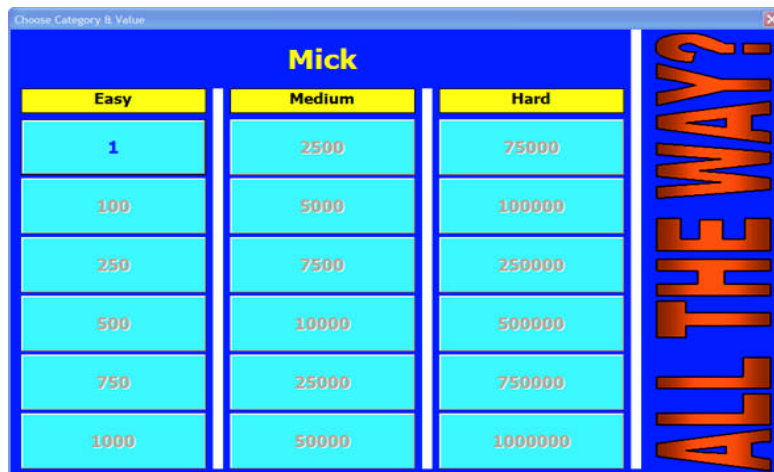 Choose Category & Value
Mick
Easy Medium Hard
1 2500 75000
100 5000 100000
250 7500 250000
500 10000 500000
750 25000 750000
1000 50000 1000000
ALL THE WAY?